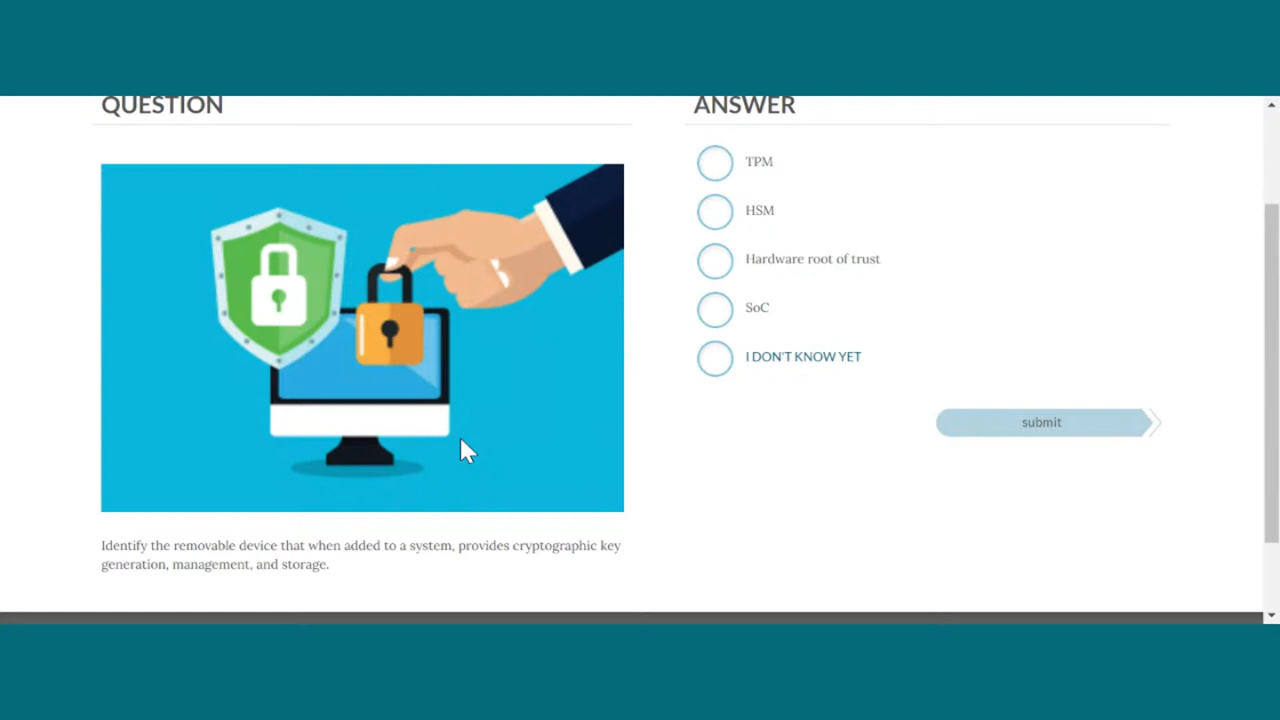 QUESTION
ANSWER
TPM
HSM
Hardware root of trust
SoC
I DON'T KNOW YET
submit
Identify the removable device that when added to a system, provides cryptographic key
generation, management, and storage.